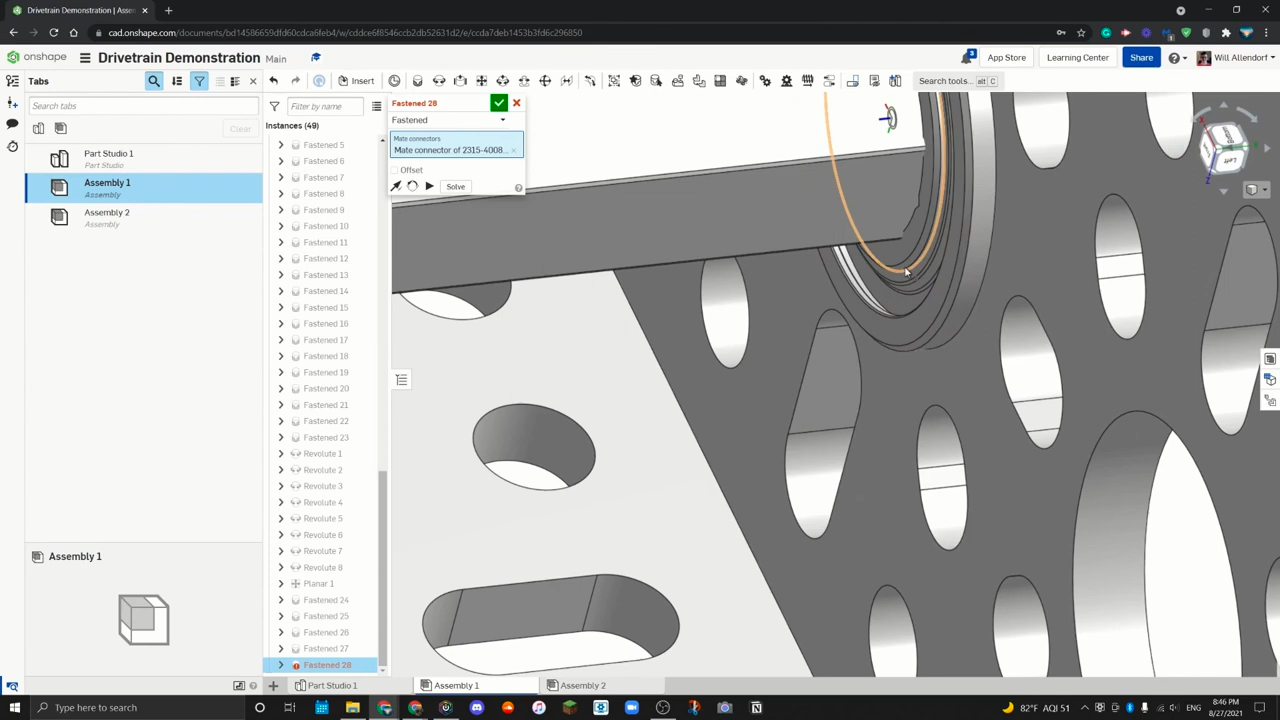 Drivetrain Demonstration | Assem
cad.onshape.com/documents/bd14586659dfd60cdca6feb4/w/cddce6f8546ccb2db52631d2/e/ccda7deb1453b3fd6c296850
onshape
Drivetrain Demonstration
Main
3
App Store
Learning Center
Share
Will Allendorf
Tabs
Insert
Search tools...
alt
C
Search tabs
Clear
Part Studio 1
Part Studio
Assembly 1
Assembly
Assembly 2
Assembly
Assembly 1
Filter by name
Instances (49)
Fastened 5
Fastened 6
Fastened 7
Fastened 8
Fastened 9
Fastened 10
Fastened 11
Fastened 12
Fastened 13
Fastened 14
Fastened 15
Fastened 16
Fastened 17
Fastened 18
Fastened 19
Fastened 20
Fastened 21
Fastened 22
Fastened 23
Revolute 1
Revolute 2
Revolute 3
Revolute 4
Revolute 5
Revolute 6
Revolute 7
Revolute 8
Planar 1
Fastened 24
Fastened 25
Fastened 26
Fastened 27
Fastened 28
Fastened 28
Fastened
Mate connectors
Mate connector of 2315-4008...
Offset
Solve
X
Y
Z
Left
Part Studio 1
Assembly 1
Assembly 2
Type here to search
82°F AQI 51
8:46 PM
8/27/2021